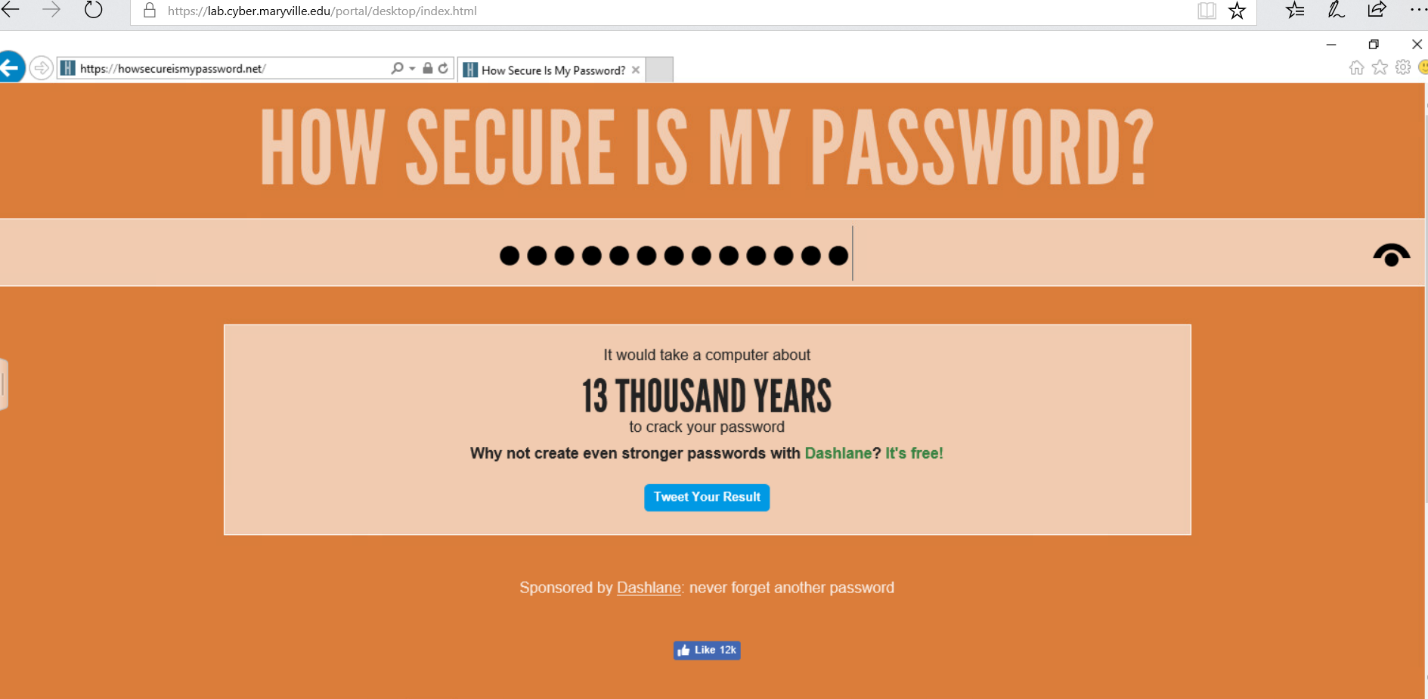 https://lab.cyber.maryville.edu/portal/desktop/index.html
https://howsecureismypassword.net/
How Secure Is My Password?
HOW SECURE IS MY PASSWORD?
It would take a computer about
13 THOUSAND YEARS
to crack your password
Why not create even stronger passwords with Dashlane? It's free!
Tweet Your Result
Sponsored by Dashlane: never forget another password
Like 12k